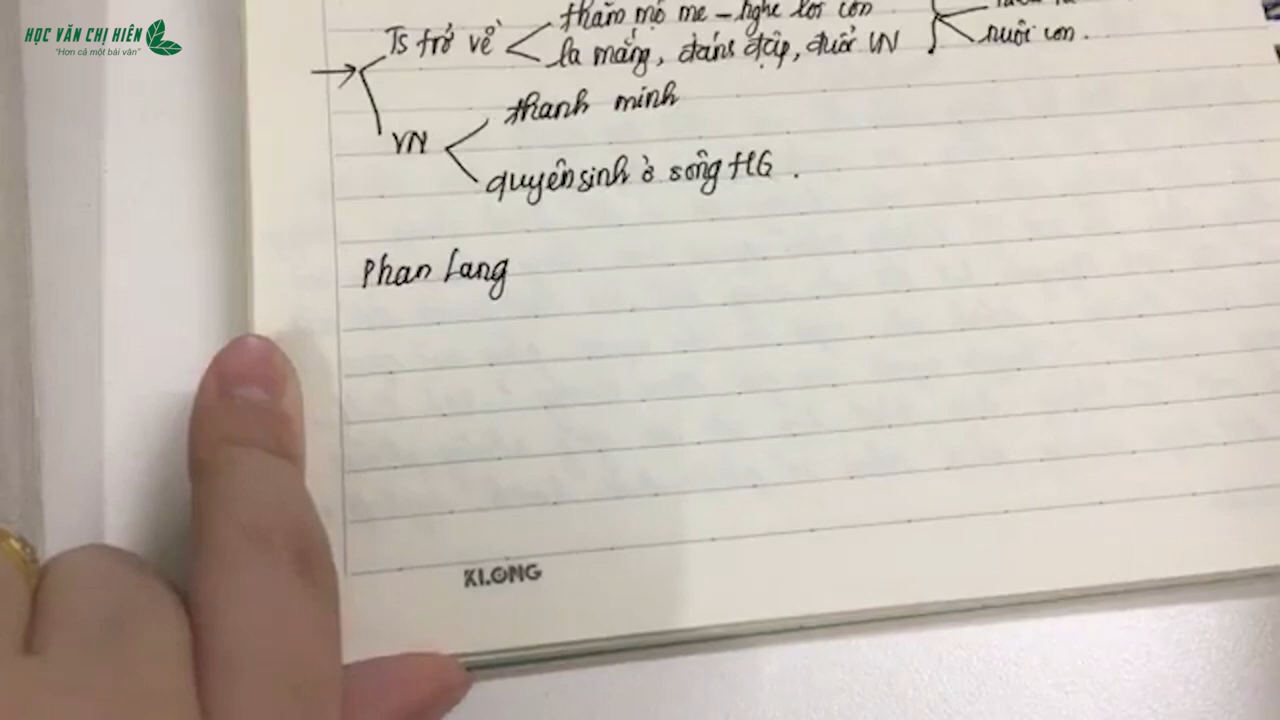 HỌC VĂN CHỊ HIÊN
"Hơn cả một bài văn"
thăm mộ mẹ – nghe lời con
Ts trở về
la mắng, đánh đập, đuổi VN
nuôi con.
thanh minh
VN
quyên sinh ở sông HG.
Phan Lang
KLONG